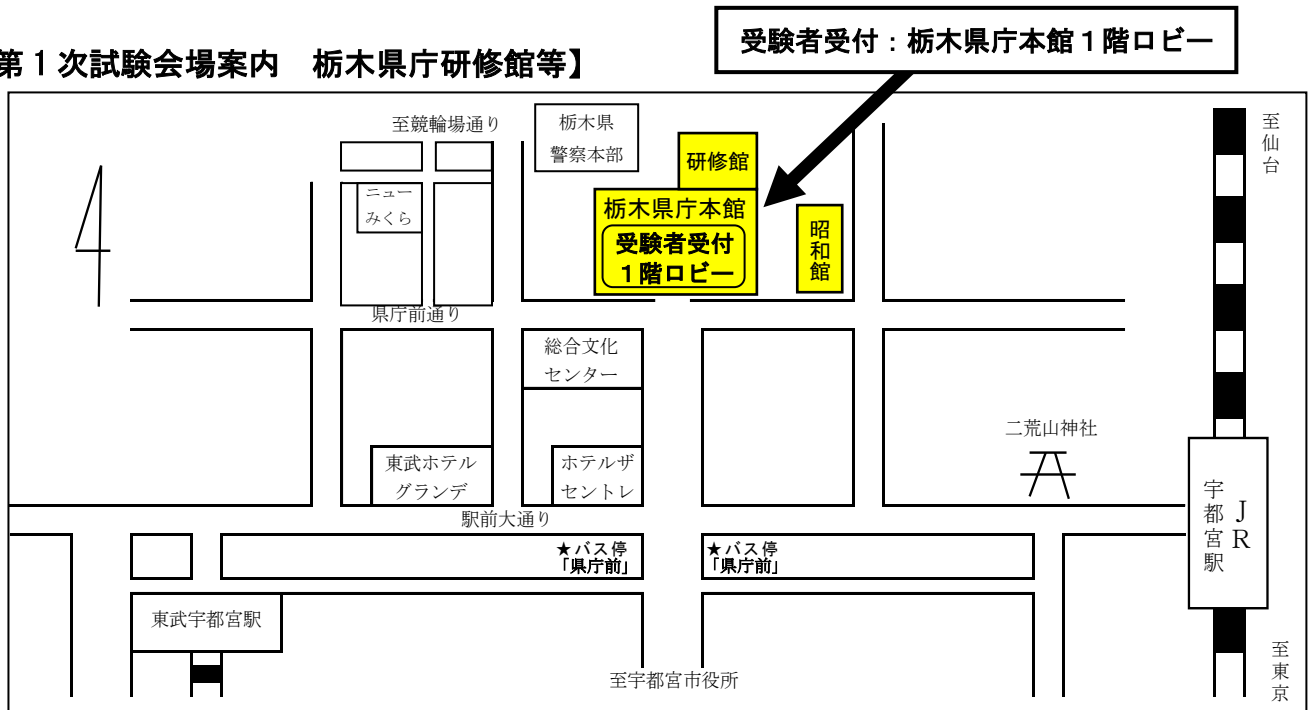 第１次試験会場案内　栃木県庁研修館等】
受験者受付：栃木県庁本館１階ロビー
至競輪場通り
栃木県
警察本部
研修館
至仙台
ニュー
みくら
栃木県庁本館
受験者受付
１階ロビー
昭和館
県庁前通り
総合文化
センター
二荒山神社
東武ホテル
グランデ
ホテルザ
セントレ
ＪＲ
宇都宮駅
駅前大通り
★バス停
「県庁前」
★バス停
「県庁前」
東武宇都宮駅
至宇都宮市役所
至東京